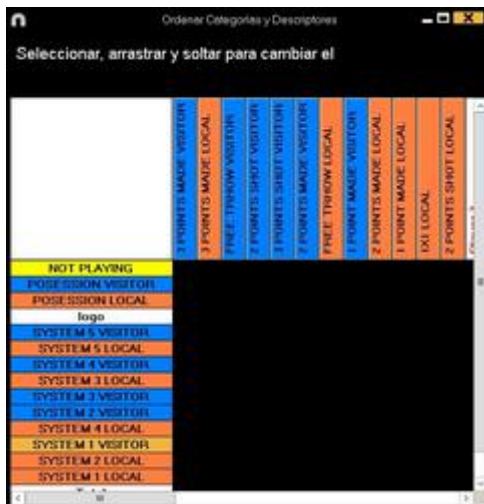 Ordenar Categorias y Descriptores
Seleccionar, arrastrar y soltar para cambiar el
3 POINTS MADE VISITOR
3 POINTS MADE LOCAL
FREE TRHOW VISITOR
2 POINTS SHOT VISITOR
3 POINTS SHOT VISITOR
2 POINTS MADE VISITOR
FREE TRHOW LOCAL
1 POINT MADE VISITOR
2 POINTS MADE LOCAL
1 POINT MADE LOCAL
1X1 LOCAL
2 POINTS SHOT LOCAL
NOT PLAYING
POSESSION VISITOR
POSESSION LOCAL
logo
SYSTEM 5 VISITOR
SYSTEM 5 LOCAL
SYSTEM 4 VISITOR
SYSTEM 3 LOCAL
SYSTEM 3 VISITOR
SYSTEM 2 VISITOR
SYSTEM 4 LOCAL
SYSTEM 1 VISITOR
SYSTEM 2 LOCAL
SYSTEM 1 LOCAL